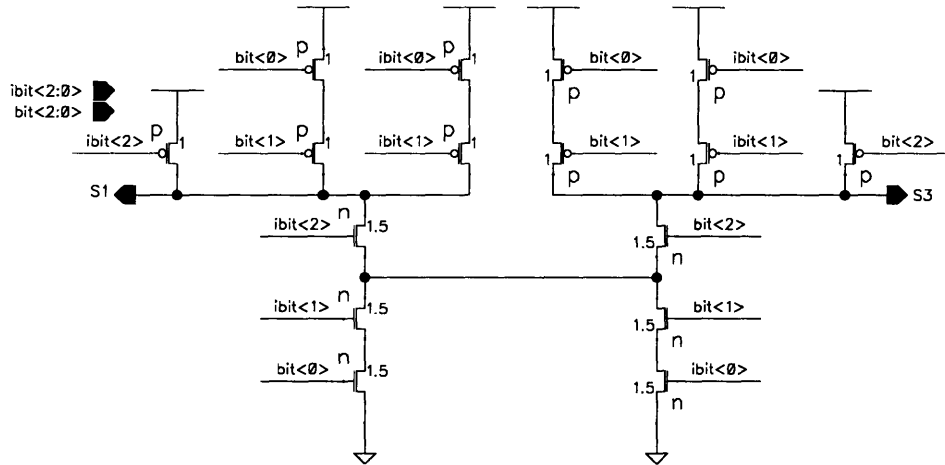 p p p p
bit<0> 1 ibit<0> 1 1 bit<0> 1 ibit<0>
ibit<2:0>
bit<2:0>
p p p p p p
ibit<2> 1 bit<1> 1 ibit<1> 1 1 bit<1> 1 ibit<1> 1 bit<2>
S1 S3
n ibit<2> 1.5 1.5 bit<2> n
n ibit<1> 1.5 1.5 bit<1> n
n bit<0> 1.5 1.5 ibit<0> n